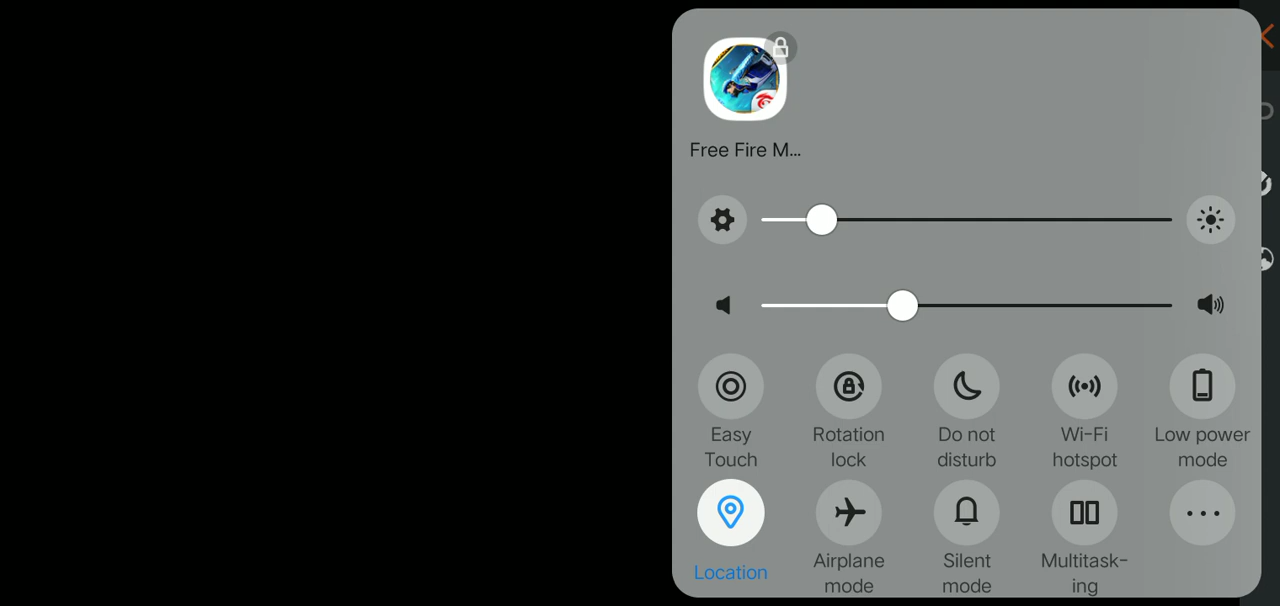 Free Fire M...
Easy
Touch
Rotation
lock
Do not
disturb
Wi-Fi
hotspot
Low power
mode
Location
Airplane
mode
Silent
mode
Multitask-
ing